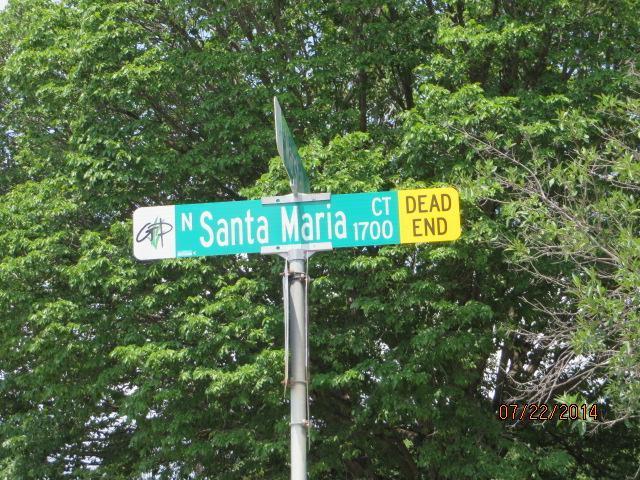 N Santa Maria CT 1700
DEAD
END
07/22/2014